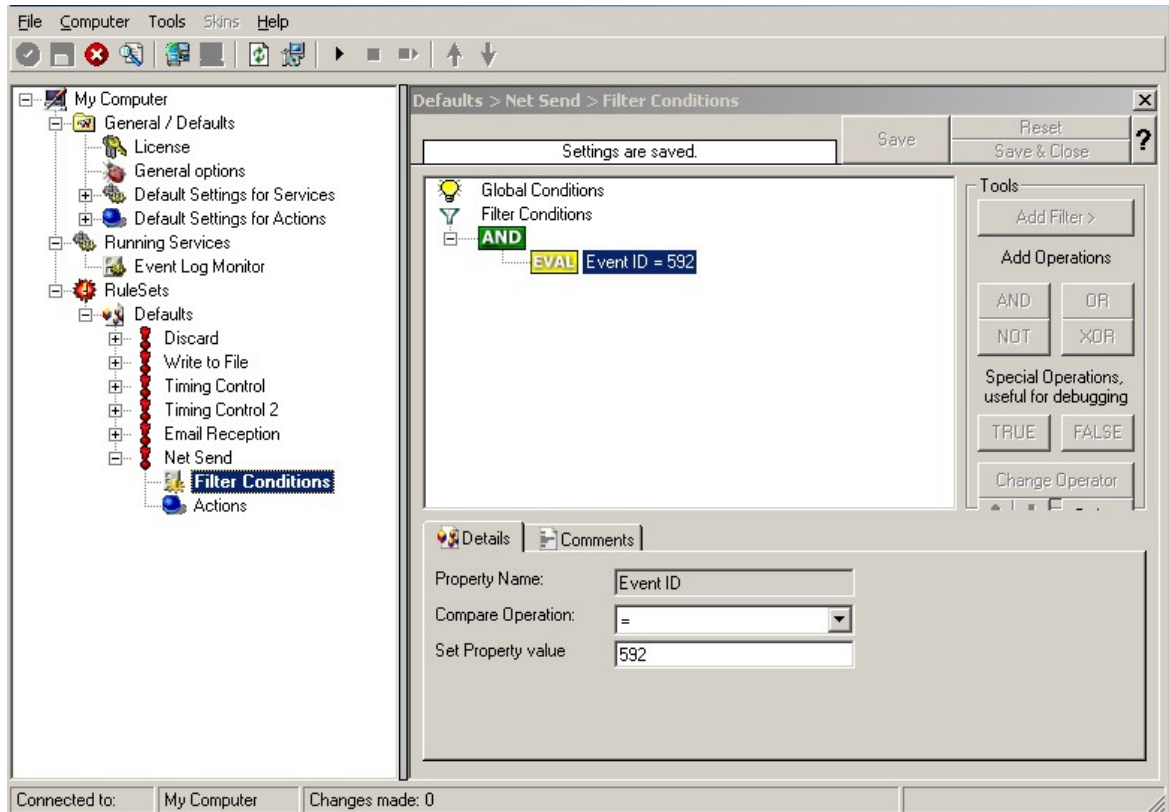 File Computer Tools Skins Help
My Computer
General / Defaults
License
General options
Default Settings for Services
Default Settings for Actions
Running Services
Event Log Monitor
RuleSets
Defaults
Discard
Write to File
Timing Control
Timing Control 2
Email Reception
Net Send
Filter Conditions
Actions
Defaults > Net Send > Filter Conditions
Settings are saved.
Save
Reset
Save & Close
?
Global Conditions
Filter Conditions
AND
EVAL Event ID = 592
Tools
Add Filter >
Add Operations
AND OR
NOT XOR
Special Operations,
useful for debugging
TRUE FALSE
Change Operator
Details Comments
Property Name: Event ID
Compare Operation: =
Set Property value 592
Connected to: My Computer Changes made: 0